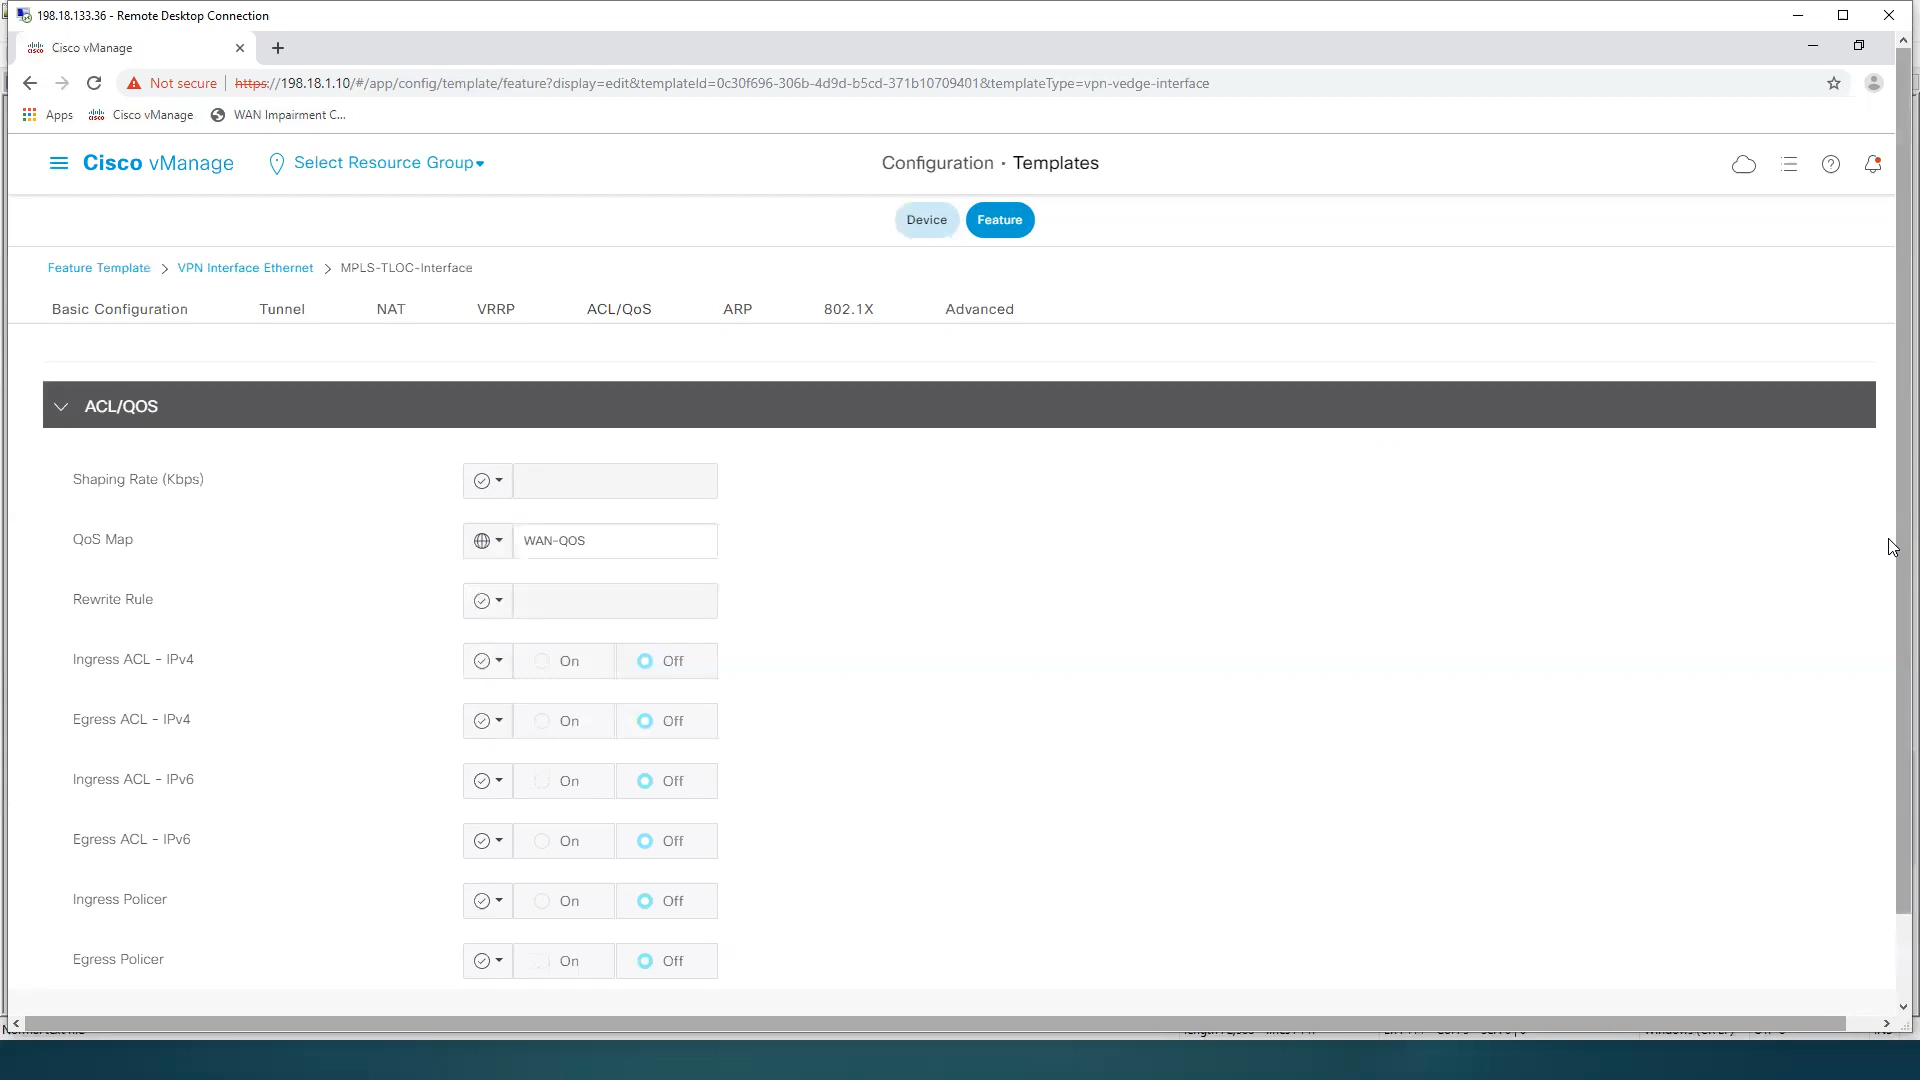 198.18.133.36 - Remote Desktop Connection
Cisco vManage
Not secure https://198.18.1.10/#/app/config/template/feature?display=edit&templateId=0c30f696-306b-4d9d-b5cd-371b10709401&templateType=vpn-vedge-interface
Apps Cisco vManage WAN Impairment C...
Cisco vManage Select Resource Group Configuration · Templates
Device Feature
Feature Template > VPN Interface Ethernet > MPLS-TLOC-Interface
Basic Configuration Tunnel NAT VRRP ACL/QoS ARP 802.1X Advanced
ACL/QOS
Shaping Rate (Kbps)
QoS Map WAN-QOS
Rewrite Rule
Ingress ACL - IPv4 On Off
Egress ACL - IPv4 On Off
Ingress ACL - IPv6 On Off
Egress ACL - IPv6 On Off
Ingress Policer On Off
Egress Policer On Off